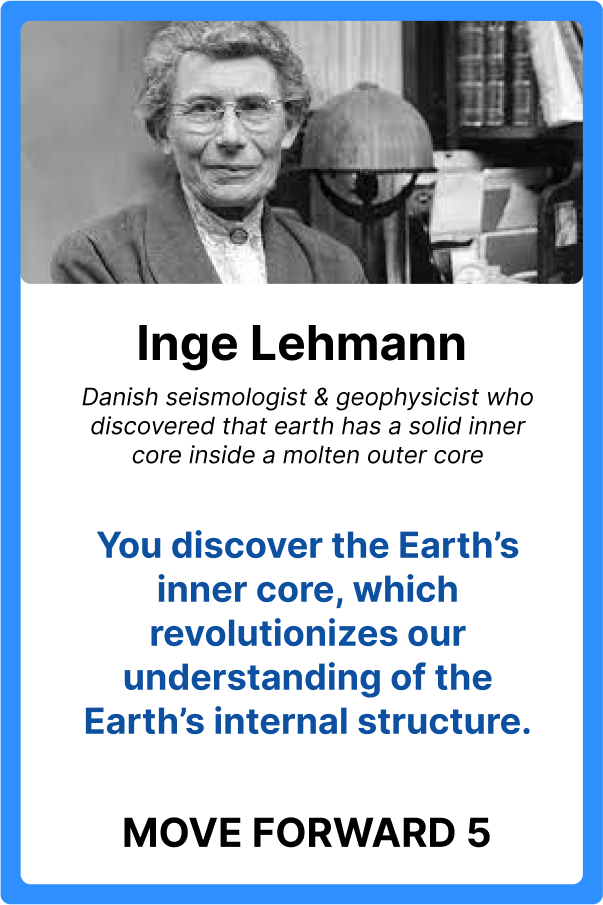 Inge Lehmann
Danish seismologist & geophysicist who
discovered that earth has a solid inner
core inside a molten outer core
You discover the Earth’s
inner core, which
revolutionizes our
understanding of the
Earth’s internal structure.
MOVE FORWARD 5